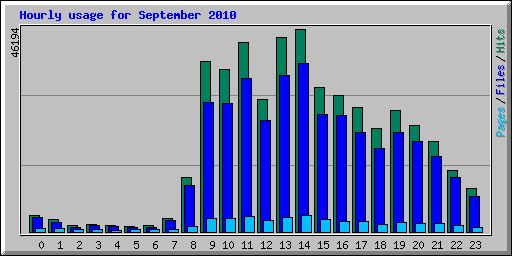 Hourly usage for September 2010
46194
Pages / Files / Hits
0 1 2 3 4 5 6 7 8 9 10 11 12 13 14 15 16 17 18 19 20 21 22 23